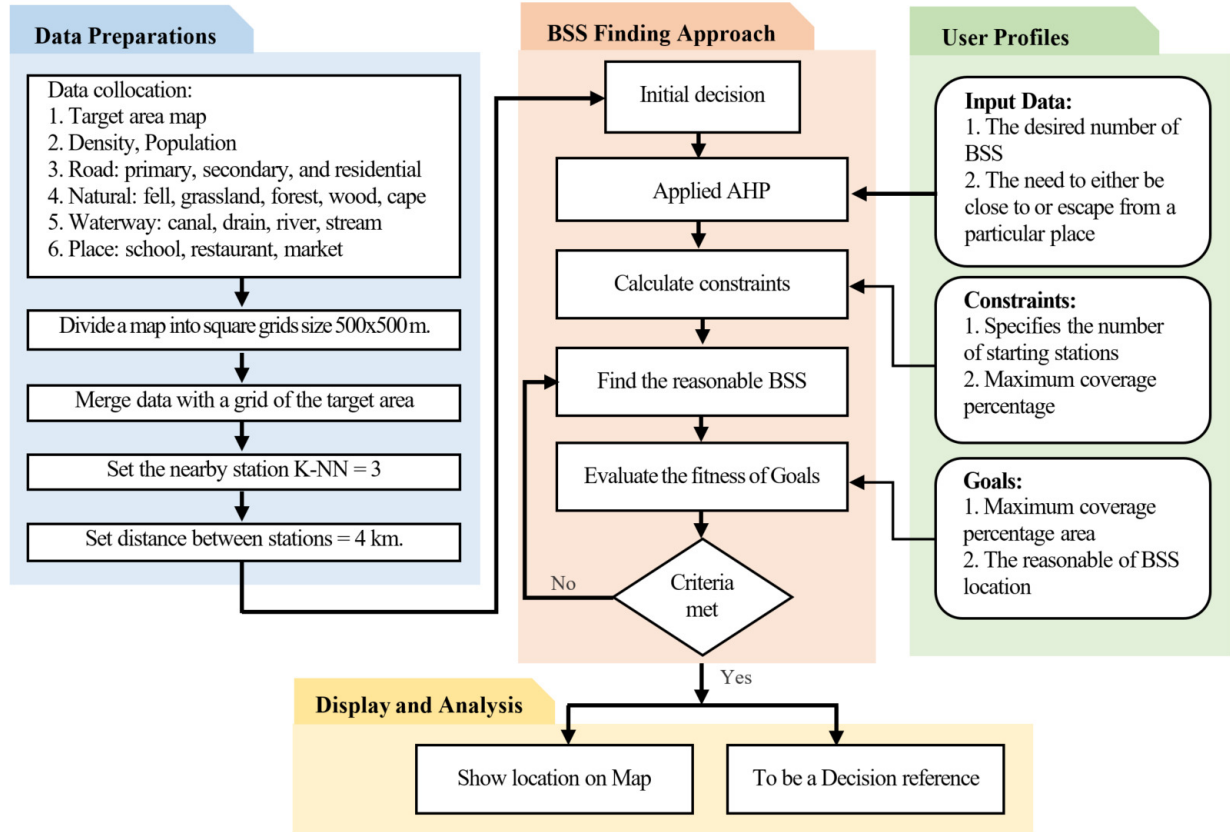 Data Preparations
Data collocation:
1. Target area map
2. Density, Population
3. Road: primary, secondary, and residential
4. Natural: fell, grassland, forest, wood, cape
5. Waterway: canal, drain, river, stream
6. Place: school, restaurant, market
Divide a map into square grids size 500x500 m.
Merge data with a grid of the target area
Set the nearby station K-NN = 3
Set distance between stations = 4 km.
BSS Finding Approach
Initial decision
Applied AHP
Calculate constraints
Find the reasonable BSS
Evaluate the fitness of Goals
Criteria
met
No
Yes
User Profiles
Input Data:
1. The desired number of
BSS
2. The need to either be
close to or escape from a
particular place
Constraints:
1. Specifies the number
of starting stations
2. Maximum coverage
percentage
Goals:
1. Maximum coverage
percentage area
2. The reasonable of BSS
location
Display and Analysis
Show location on Map
To be a Decision reference